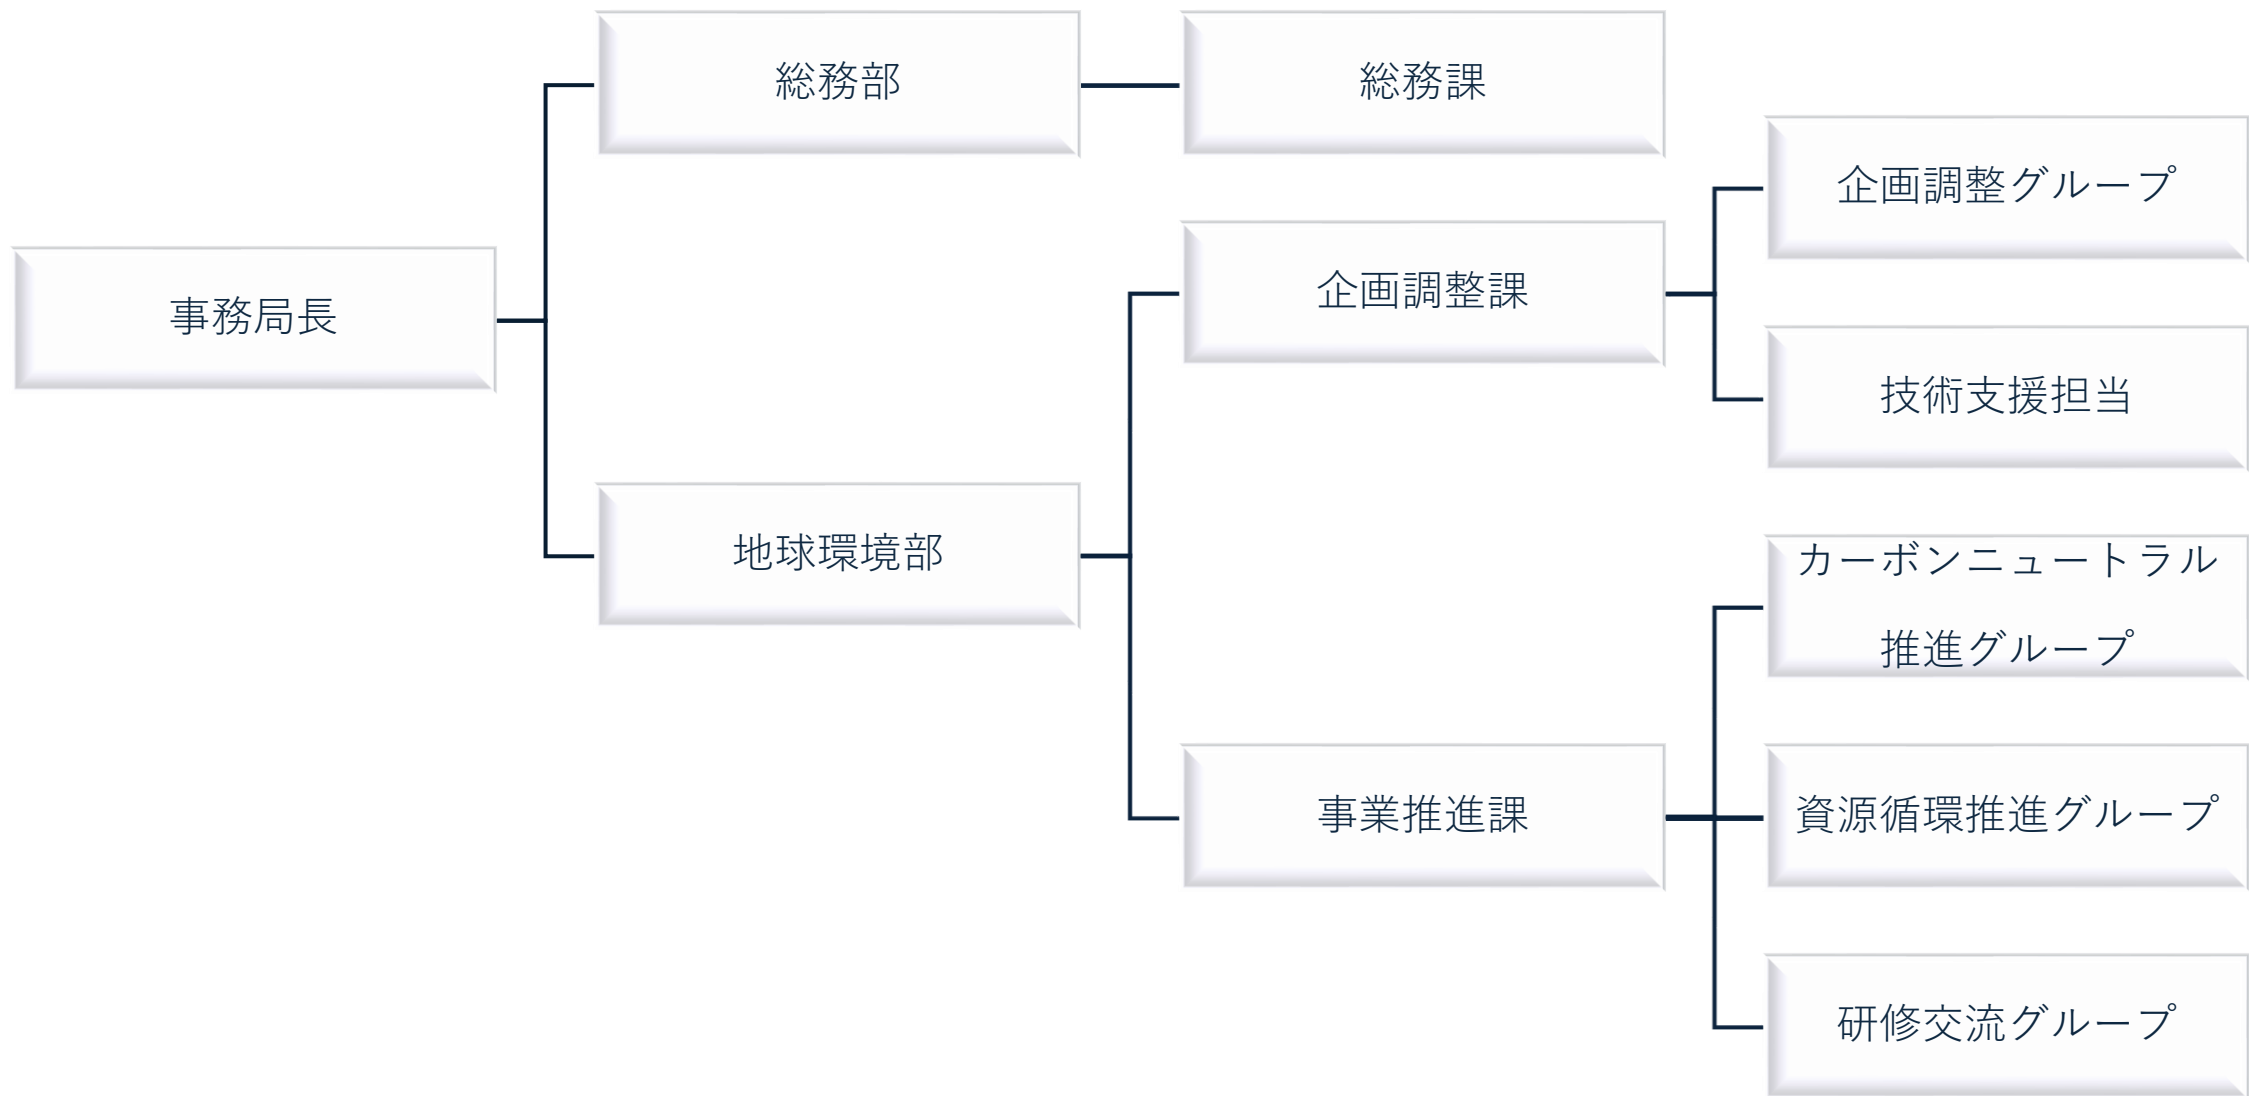 事務局長
総務部
総務課
地球環境部
企画調整課
企画調整グループ
技術支援担当
事業推進課
カーボンニュートラル
推進グループ
資源循環推進グループ
研修交流グループ